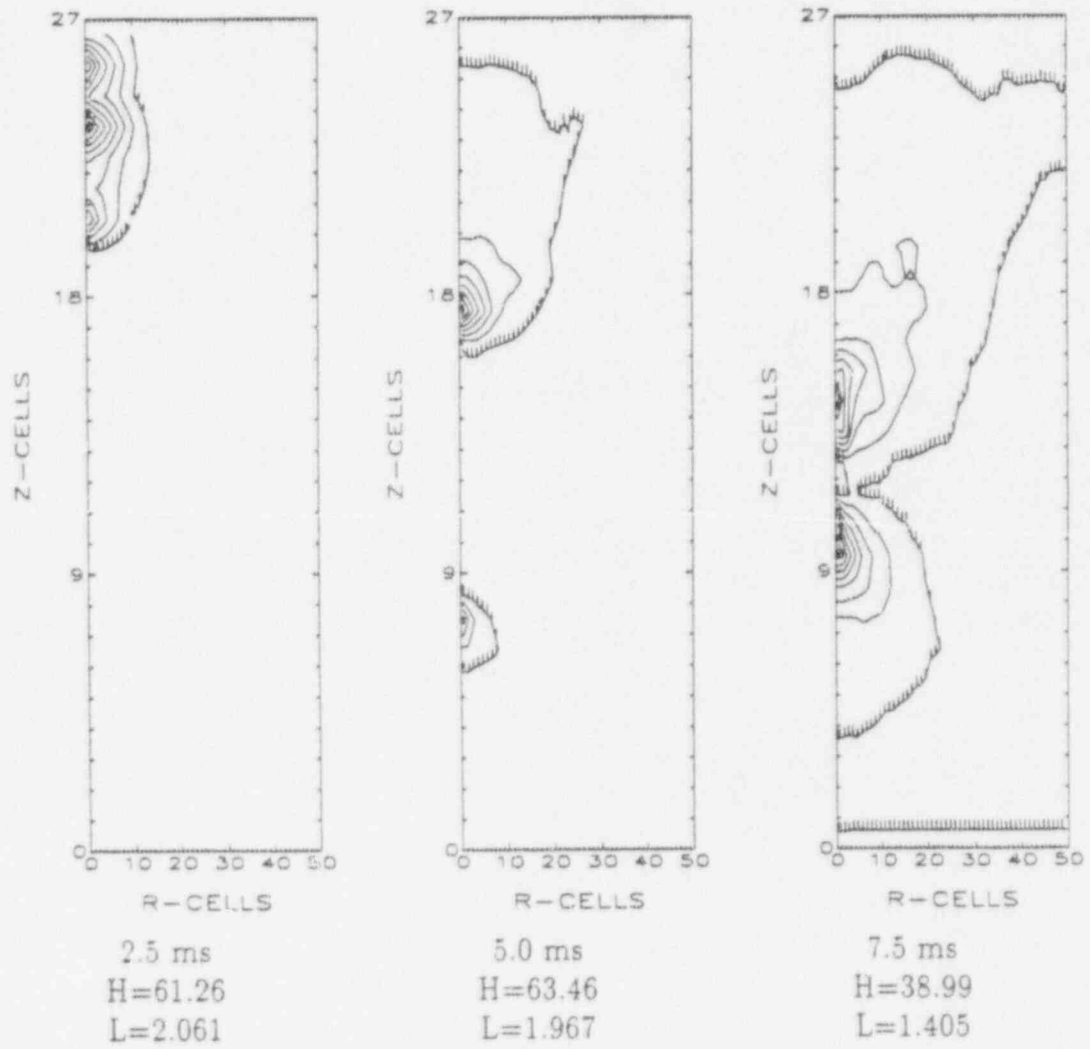 27
18
9
0
Z-CELLS
0 10 20 30 40 50
R-CELLS
2.5 ms
H=61.26
L=2.061
27
18
9
0
Z-CELLS
0 10 20 30 40 50
R-CELLS
5.0 ms
H=63.46
L=1.967
27
18
9
0
Z-CELLS
0 10 20 30 40 50
R-CELLS
7.5 ms
H=38.99
L=1.405